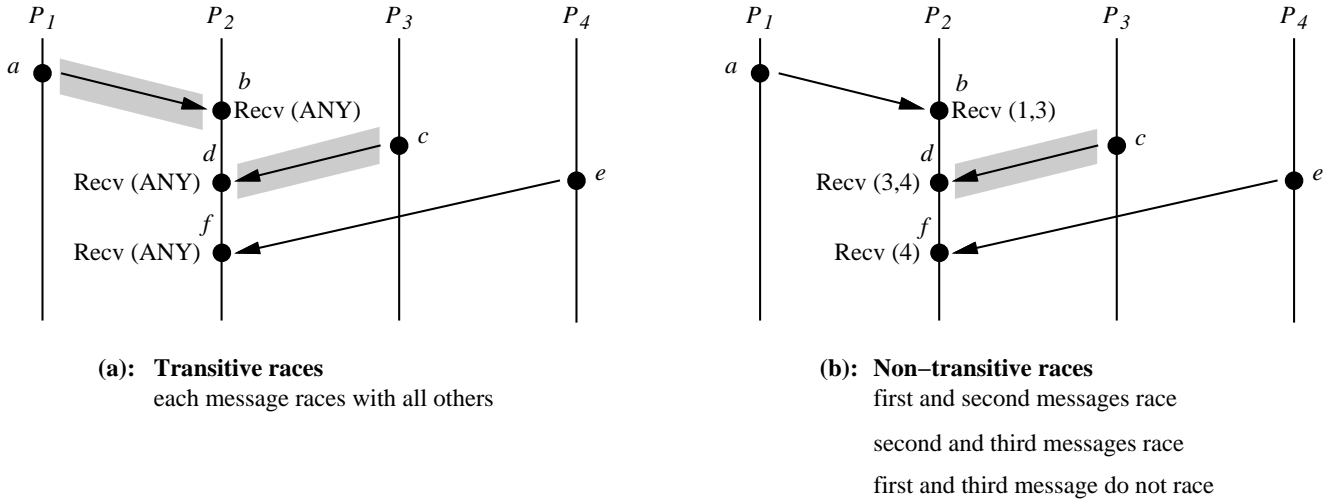 P1 P2 P3 P4
a
b
Recv (ANY)
c
d
Recv (ANY)
e
f
Recv (ANY)
(a): Transitive races
each message races with all others
P1 P2 P3 P4
a
b
Recv (1,3)
c
d
Recv (3,4)
e
f
Recv (4)
(b): Non−transitive races
first and second messages race
second and third messages race
first and third message do not race